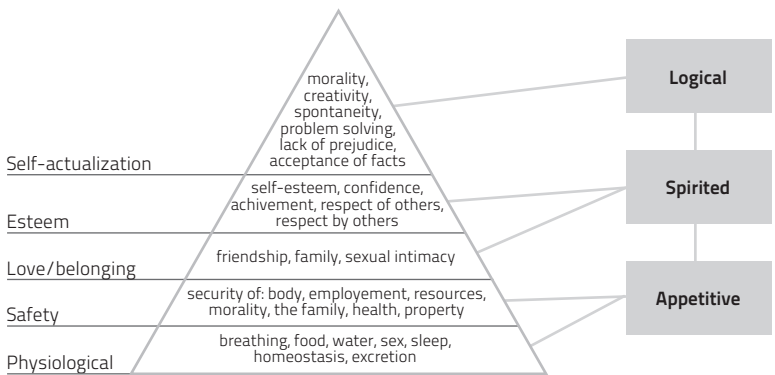 morality,
creativity,
spontaneity,
problem solving,
lack of prejudice,
acceptance of facts
Self-actualization
self-esteem, confidence,
achivement, respect of others,
respect by others
Esteem
friendship, family, sexual intimacy
Love/belonging
security of: body, employement, resources,
morality, the family, health, property
Safety
breathing, food, water, sex, sleep,
homeostasis, excretion
Physiological
Logical
Spirited
Appetitive